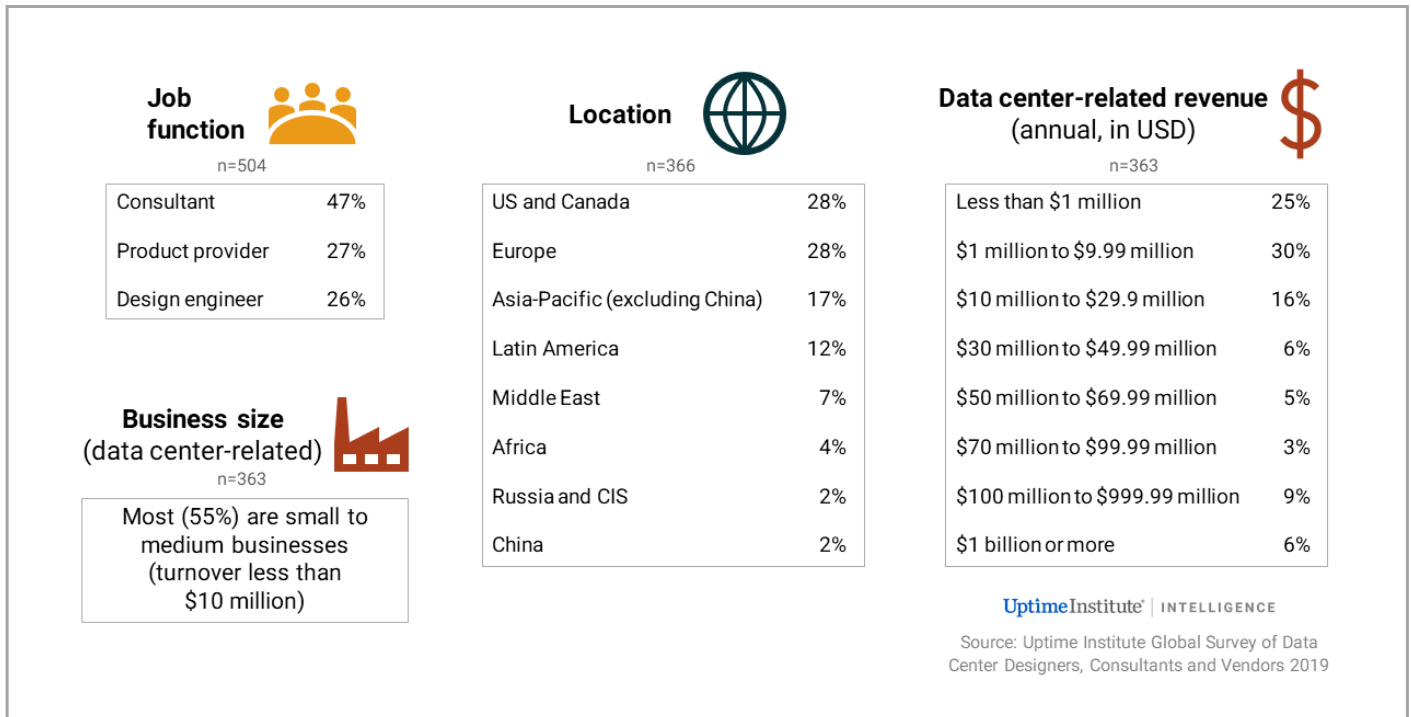 Job
function
n=504
Consultant 47%
Product provider 27%
Design engineer 26%
Business size
(data center-related)
n=363
Most (55%) are small to
medium businesses
(turnover less than
$10 million)
Location
n=366
US and Canada 28%
Europe 28%
Asia-Pacific (excluding China) 17%
Latin America 12%
Middle East 7%
Africa 4%
Russia and CIS 2%
China 2%
Data center-related revenue
(annual, in USD)
$
n=363
Less than $1 million 25%
$1 million to $9.99 million 30%
$10 million to $29.9 million 16%
$30 million to $49.99 million 6%
$50 million to $69.99 million 5%
$70 million to $99.99 million 3%
$100 million to $999.99 million 9%
$1 billion or more 6%
UptimeInstitute® | INTELLIGENCE
Source: Uptime Institute Global Survey of Data
Center Designers, Consultants and Vendors 2019